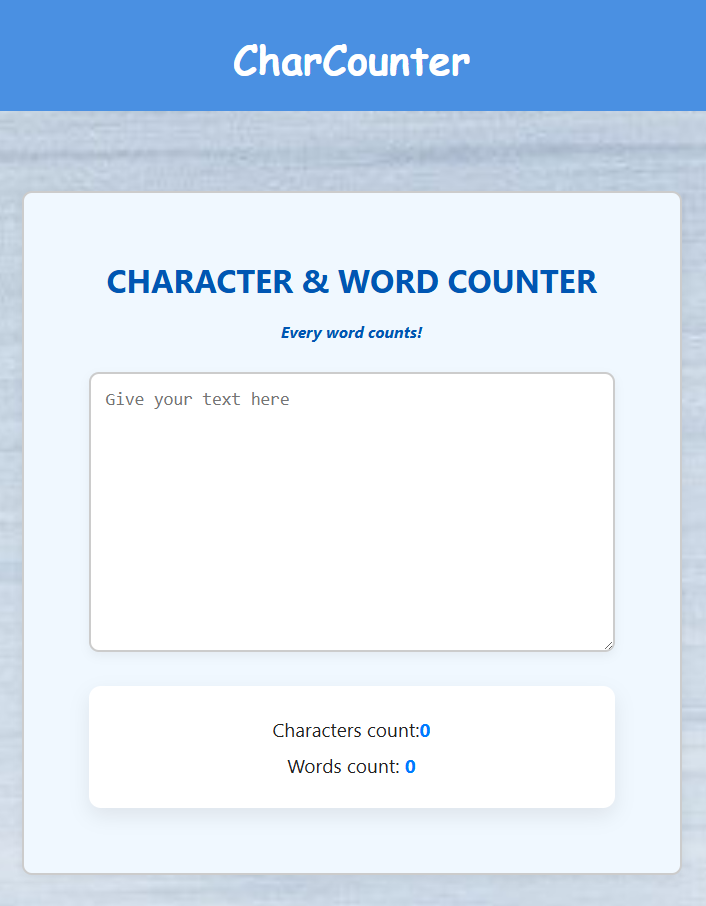 CharCounter
CHARACTER & WORD COUNTER
Every word counts!
Give your text here
Characters count:0
Words count: 0